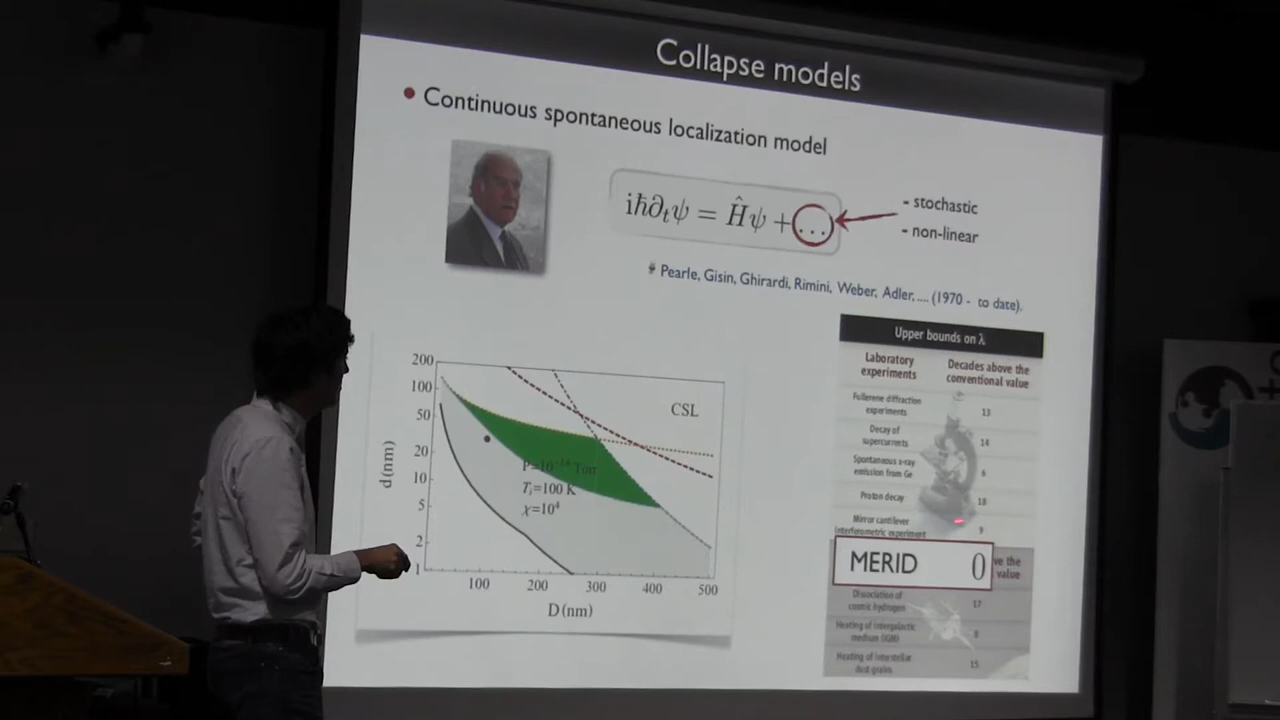 Collapse models
Continuous spontaneous localization model
iħ∂ₜψ = Ĥψ + ...
- stochastic
- non-linear
Pearle, Gisin, Ghirardi, Rimini, Weber, Adler,.... (1970 - to date).
200
100
50
20
10
5
2
1
d(nm)
CSL
Tᵢ=100 K
χ=10⁴
100
200
300
400
500
D(nm)
Upper bounds on λ
Laboratory
experiments
Decades above the
conventional value
Fullerene diffraction
experiments
13
Decay of
supercurrents
14
Spontaneous x-ray
emission from Ge
6
Proton decay
18
Mirror cantilever
interferometric experiment
9
MERID 0
ve the
value
Dissociation of
cosmic hydrogen
17
Heating of intergalactic
medium (IGM)
8
Heating of interstellar
dust grains
15